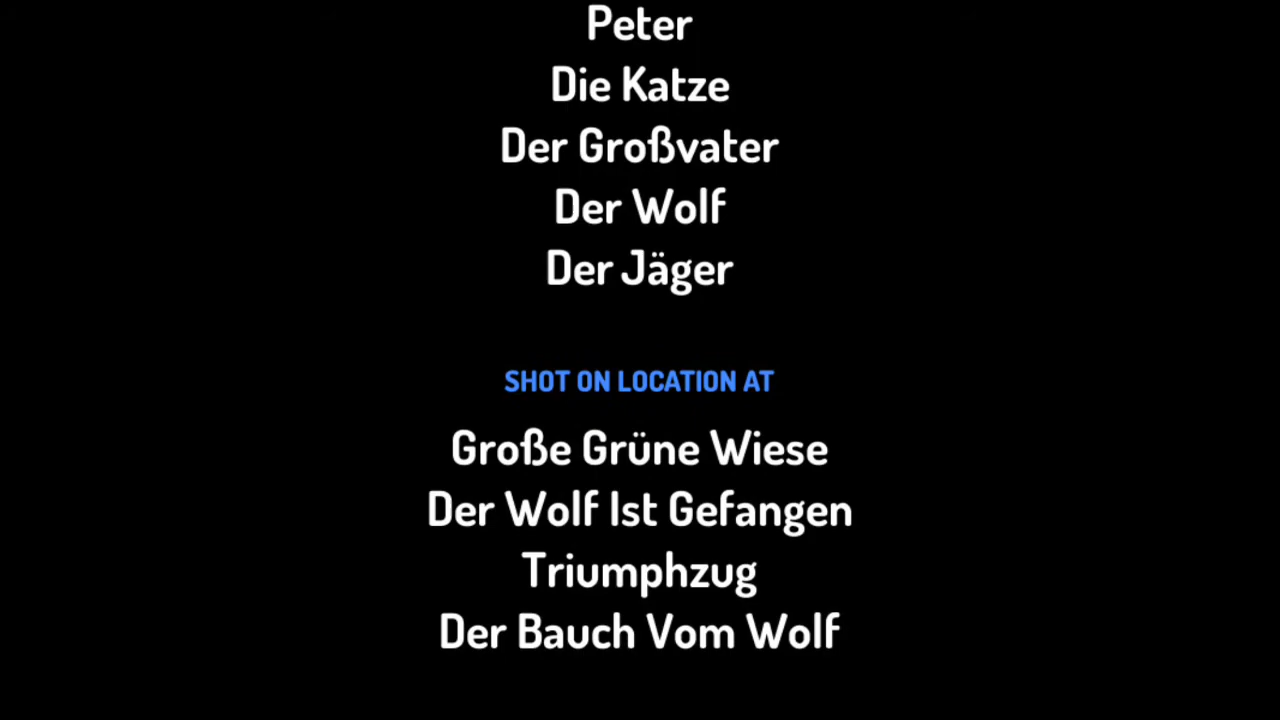 Peter
Die Katze
Der Großvater
Der Wolf
Der Jäger
SHOT ON LOCATION AT
Große Grüne Wiese
Der Wolf Ist Gefangen
Triumphzug
Der Bauch Vom Wolf